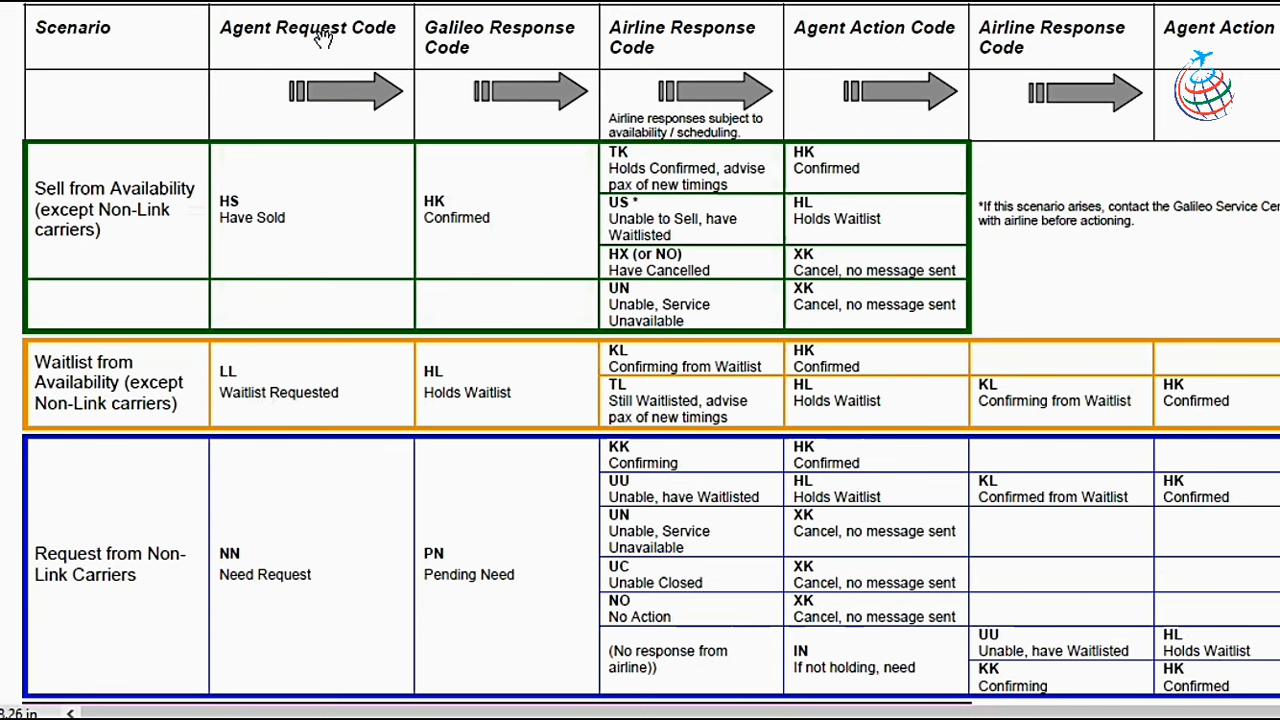 Scenario
Agent Request Code
Galileo Response
Code
Airline Response
Code
Agent Action Code
Airline Response
Code
Agent Action
Airline responses subject to
availability / scheduling.
Sell from Availability
(except Non-Link
carriers)
HS
Have Sold
HK
Confirmed
TK
Holds Confirmed, advise
pax of new timings
HK
Confirmed
US *
Unable to Sell, have
Waitlisted
HL
Holds Waitlist
HX (or NO)
Have Cancelled
XK
Cancel, no message sent
UN
Unable, Service
Unavailable
XK
Cancel, no message sent
*If this scenario arises, contact the Galileo Service Cer
with airline before actioning.
Waitlist from
Availability (except
Non-Link carriers)
LL
Waitlist Requested
HL
Holds Waitlist
KL
Confirming from Waitlist
HK
Confirmed
TL
Still Waitlisted, advise
pax of new timings
HL
Holds Waitlist
KL
Confirming from Waitlist
HK
Confirmed
Request from Non-
Link Carriers
NN
Need Request
PN
Pending Need
KK
Confirming
HK
Confirmed
UU
Unable, have Waitlisted
HL
Holds Waitlist
KL
Confirmed from Waitlist
HK
Confirmed
UN
Unable, Service
Unavailable
XK
Cancel, no message sent
UC
Unable Closed
XK
Cancel, no message sent
NO
No Action
XK
Cancel, no message sent
(No response from
airline))
IN
If not holding, need
UU
Unable, have Waitlisted
HL
Holds Waitlist
KK
Confirming
HK
Confirmed
8.26 in